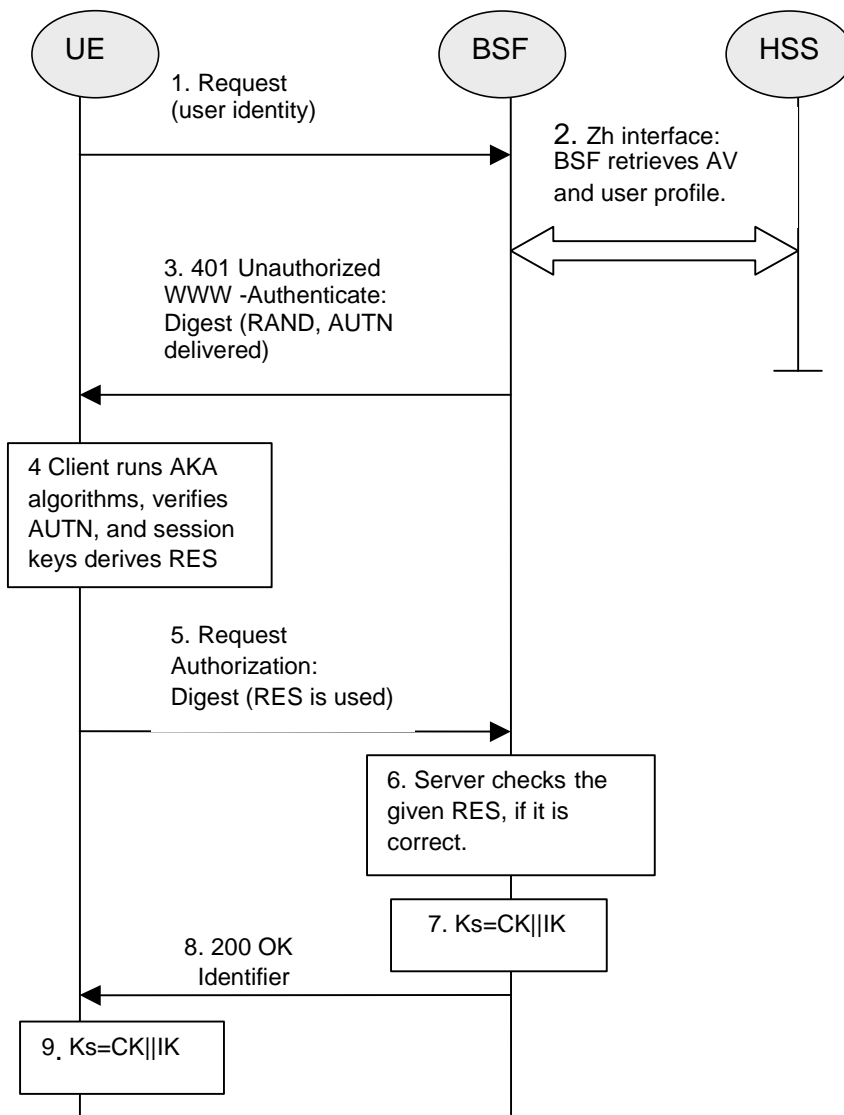 UE
BSF
HSS
1. Request
(user identity)
2. Zh interface:
BSF retrieves AV
and user profile.
3. 401 Unauthorized
WWW -Authenticate:
Digest (RAND, AUTN
delivered)
4 Client runs AKA
algorithms, verifies
AUTN, and session
keys derives RES
5. Request
Authorization:
Digest (RES is used)
6. Server checks the
given RES, if it is
correct.
7. Ks=CK||IK
8. 200 OK
Identifier
9. Ks=CK||IK